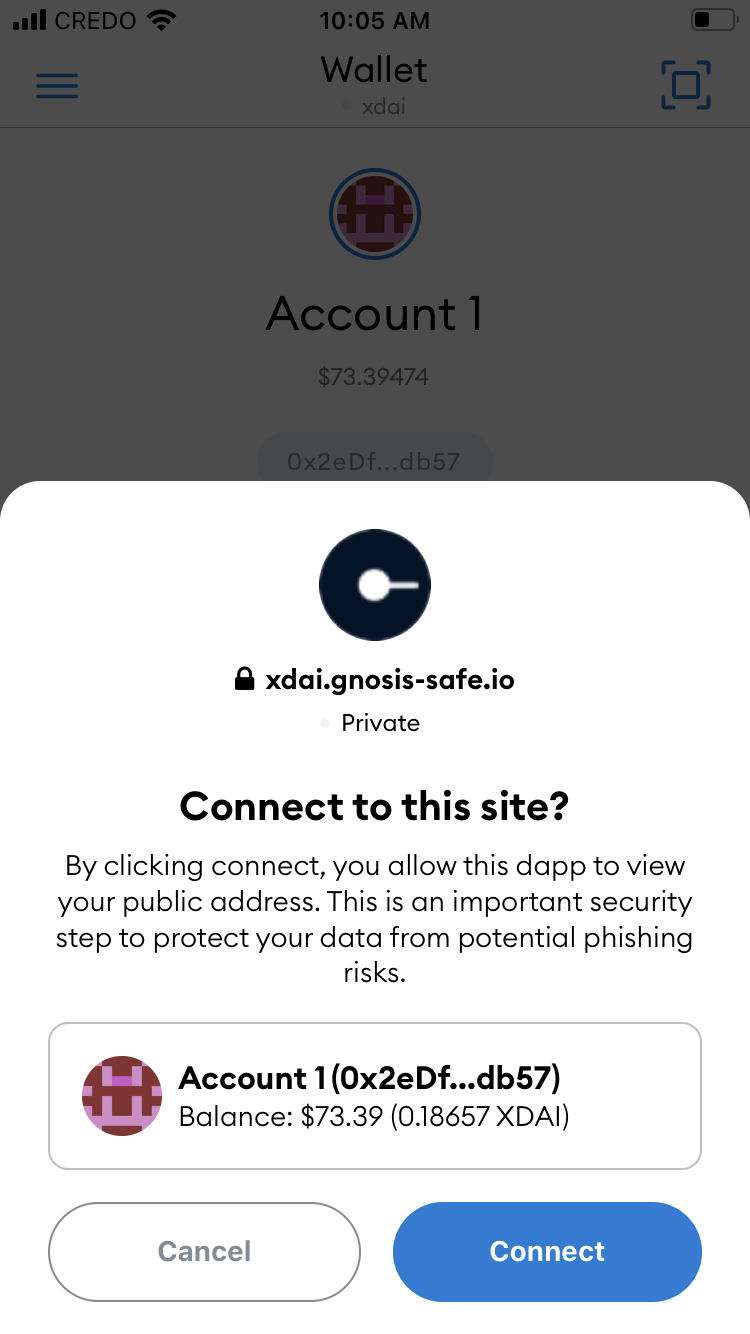 CREDO 10:05 AM
Wallet
xdai
Account 1
$73.39474
0x2eDf...db57
xdai.gnosis-safe.io
Private
Connect to this site?
By clicking connect, you allow this dapp to view
your public address. This is an important security
step to protect your data from potential phishing
risks.
Account 1 (0x2eDf...db57)
Balance: $73.39 (0.18657 XDAI)
Cancel Connect